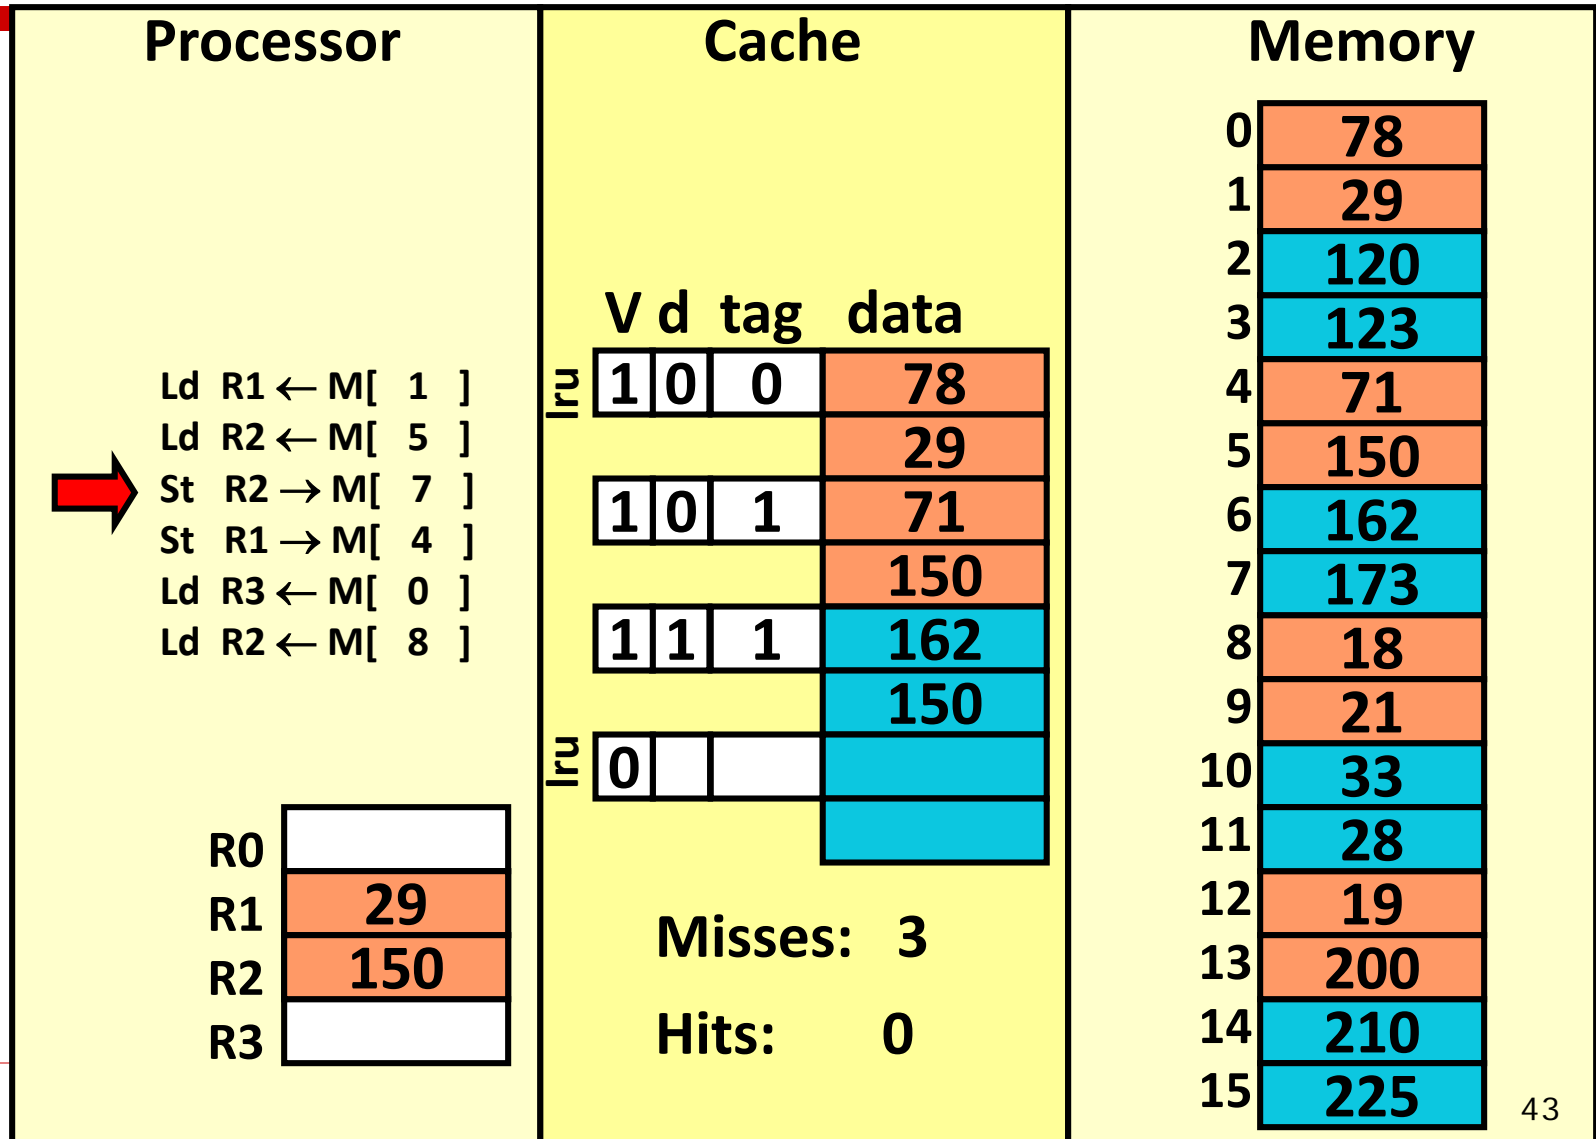 Processor
Cache
Memory
Ld R1 ← M[ 1 ]
Ld R2 ← M[ 5 ]
St R2 → M[ 7 ]
St R1 → M[ 4 ]
Ld R3 ← M[ 0 ]
Ld R2 ← M[ 8 ]
R0
R1 29
R2 150
R3
V d tag data
lru 1 0 0 78
29
1 0 1 71
150
1 1 1 162
150
lru 0
Misses: 3
Hits: 0
0 78
1 29
2 120
3 123
4 71
5 150
6 162
7 173
8 18
9 21
10 33
11 28
12 19
13 200
14 210
15 225
43